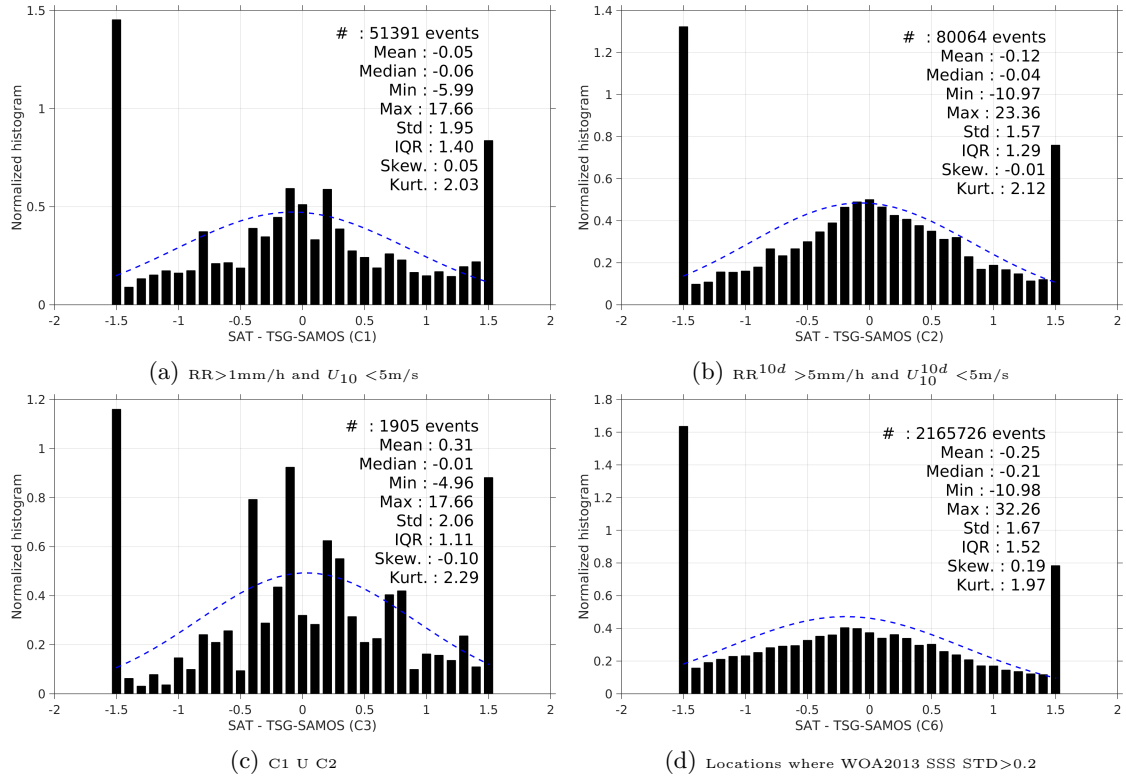 1.5
1
0.5
0
Normalized histogram
-2 -1.5 -1 -0.5 0 0.5 1 1.5 2
SAT - TSG-SAMOS (C1)
# : 51391 events
Mean : -0.05
Median : -0.06
Min : -5.99
Max : 17.66
Std : 1.95
IQR : 1.40
Skew. : 0.05
Kurt. : 2.03
(a) RR>1mm/h and U10 <5m/s
1.4
1.2
1
0.8
0.6
0.4
0.2
0
Normalized histogram
-2 -1.5 -1 -0.5 0 0.5 1 1.5 2
SAT - TSG-SAMOS (C2)
# : 80064 events
Mean : -0.12
Median : -0.04
Min : -10.97
Max : 23.36
Std : 1.57
IQR : 1.29
Skew. : -0.01
Kurt. : 2.12
(b) RR^10d >5mm/h and U10^10d <5m/s
1.2
1
0.8
0.6
0.4
0.2
0
Normalized histogram
-2 -1.5 -1 -0.5 0 0.5 1 1.5 2
SAT - TSG-SAMOS (C3)
# : 1905 events
Mean : 0.31
Median : -0.01
Min : -4.96
Max : 17.66
Std : 2.06
IQR : 1.11
Skew. : -0.10
Kurt. : 2.29
(c) C1 U C2
1.8
1.6
1.4
1.2
1
0.8
0.6
0.4
0.2
0
Normalized histogram
-2 -1.5 -1 -0.5 0 0.5 1 1.5 2
SAT - TSG-SAMOS (C6)
# : 2165726 events
Mean : -0.25
Median : -0.21
Min : -10.98
Max : 32.26
Std : 1.67
IQR : 1.52
Skew. : 0.19
Kurt. : 1.97
(d) Locations where WOA2013 SSS STD>0.2